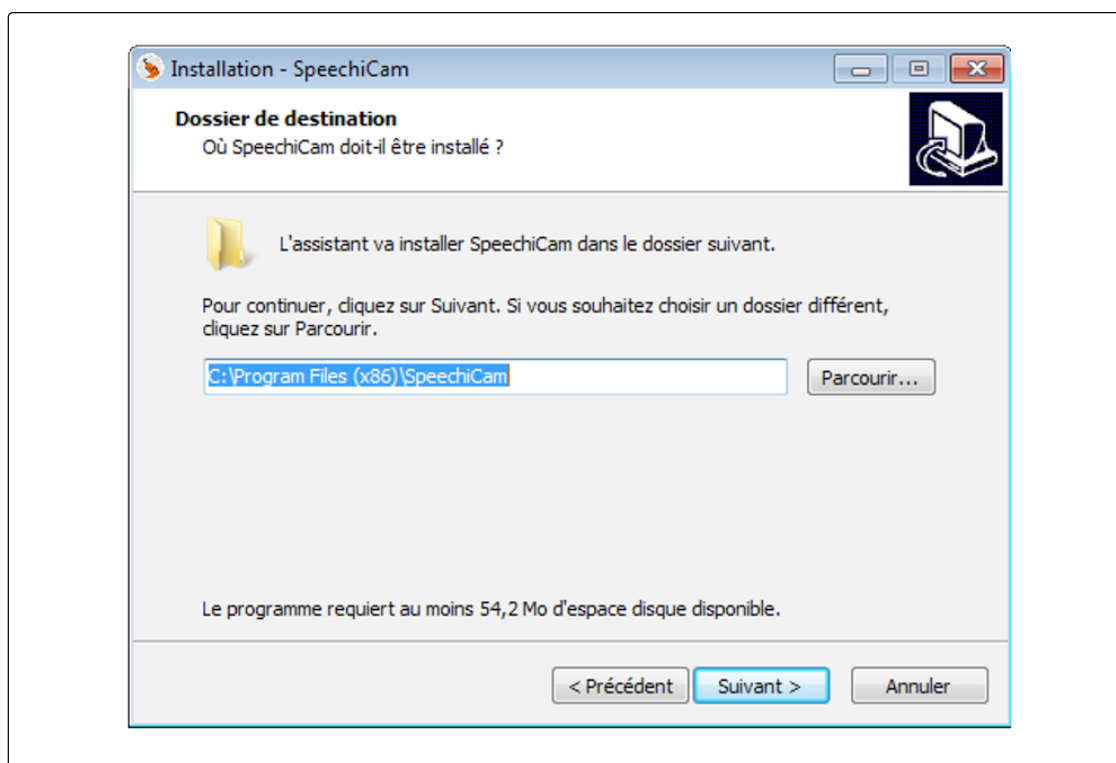 Installation - SpeechiCam
Dossier de destination
Où SpeechiCam doit-il être installé ?
L'assistant va installer SpeechiCam dans le dossier suivant.
Pour continuer, cliquez sur Suivant. Si vous souhaitez choisir un dossier différent,
cliquez sur Parcourir.
C:\Program Files (x86)\SpeechiCam
Parcourir...
Le programme requiert au moins 54,2 Mo d'espace disque disponible.
< Précédent
Suivant >
Annuler